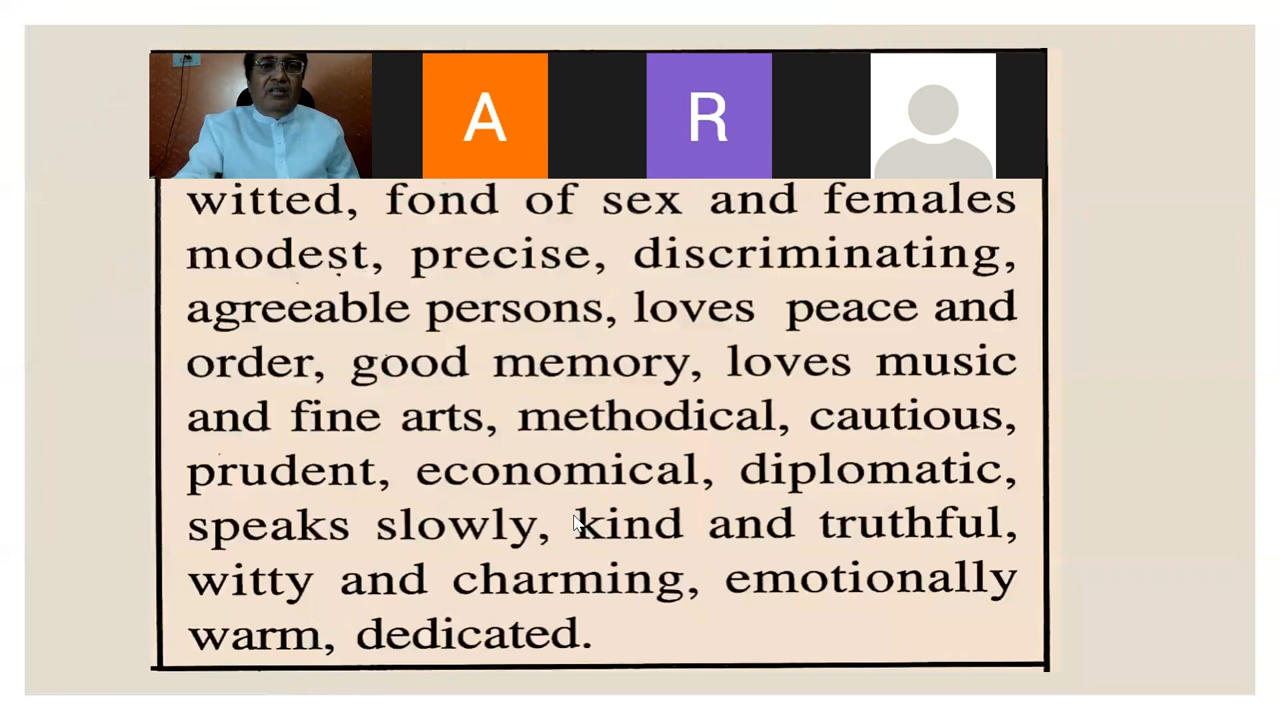 A R
witted, fond of sex and females
modest, precise, discriminating,
agreeable persons, loves peace and
order, good memory, loves music
and fine arts, methodical, cautious,
prudent, economical, diplomatic,
speaks slowly, kind and truthful,
witty and charming, emotionally
warm, dedicated.